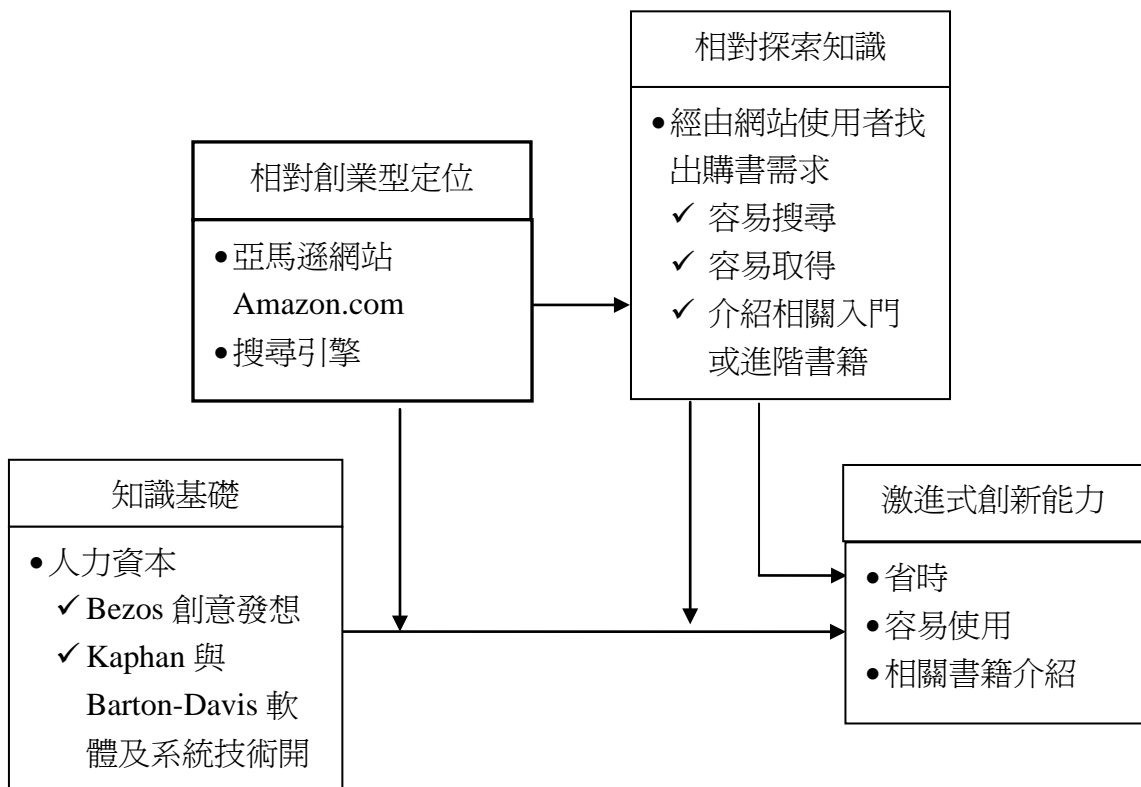 相對探索知識
•經由網站使用者找
出購書需求
✓ 容易搜尋
✓ 容易取得
✓ 介紹相關入門
或進階書籍
相對創業型定位
•亞馬遜網站
Amazon.com
•搜尋引擎
知識基礎
•人力資本
✓ Bezos 創意發想
✓ Kaphan 與
Barton-Davis 軟
體及系統技術開
激進式創新能力
•省時
•容易使用
•相關書籍介紹